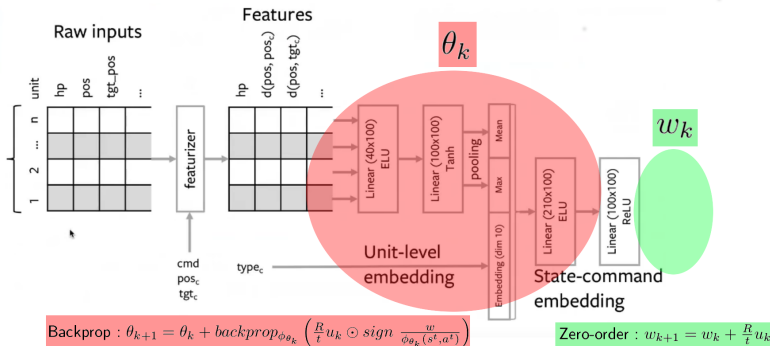 Raw inputs
Features
unit
hp
pos
tgt_pos
...
hp
d(pos, pos_c)
d(pos, tgt_c)
...
θ_k
w_k
n
...
2
1
featurizer
Linear (40x100)
ELU
Linear (100x100)
Tanh
pooling
Mean
Max
Embedding (dim 10)
Linear (210x100)
ELU
Linear (100x100)
ReLU
cmd
pos_c
tgt_c
type_c
Unit-level
embedding
State-command
embedding
Backprop : θ_{k+1} = θ_k + backprop_{ϕ_{θ_k}} ( \frac{R}{t} u_k ⊙ sign \frac{w}{ϕ_{θ_k}(s^t,a^t)} )
Zero-order : w_{k+1} = w_k + \frac{R}{t} u_k